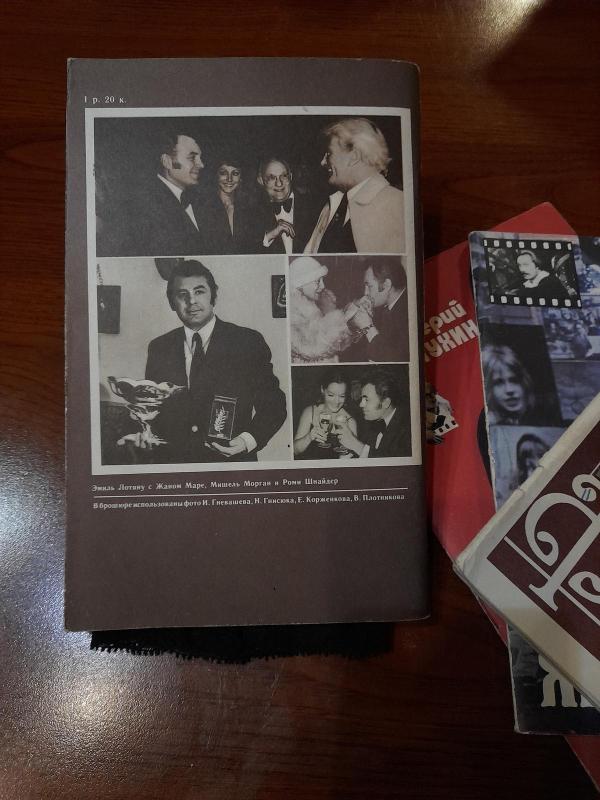 1 р. 20 к.
Эмиль Лотяну с Жаном Маре, Мишель Морган и Роми Шнайдер
В брошюре использованы фото И. Гневашева, Н. Гнисюка, Е. Корженкова, В. Плотникова